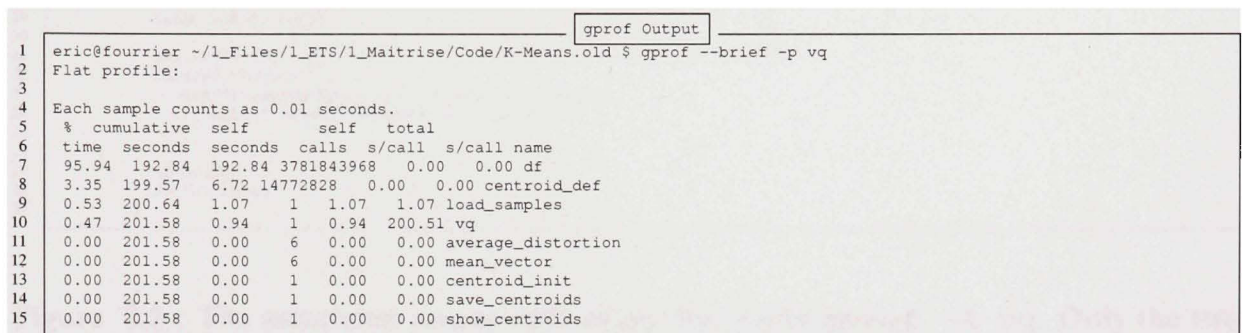 gprof Output
1 eric@fourrier ~/1_Files/1_ETS/1_Maitrise/Code/K-Means.old $ gprof --brief -p vq
2 Flat profile:
3
4 Each sample counts as 0.01 seconds.
5 % cumulative self self total
6 time seconds seconds calls s/call s/call name
7 95.94 192.84 192.84 3781843968 0.00 0.00 df
8 3.35 199.57 6.72 14772828 0.00 0.00 centroid_def
9 0.53 200.64 1.07 1 1.07 1.07 load_samples
10 0.47 201.58 0.94 1 0.94 200.51 vq
11 0.00 201.58 0.00 6 0.00 0.00 average_distortion
12 0.00 201.58 0.00 6 0.00 0.00 mean_vector
13 0.00 201.58 0.00 1 0.00 0.00 centroid_init
14 0.00 201.58 0.00 1 0.00 0.00 save_centroids
15 0.00 201.58 0.00 1 0.00 0.00 show_centroids